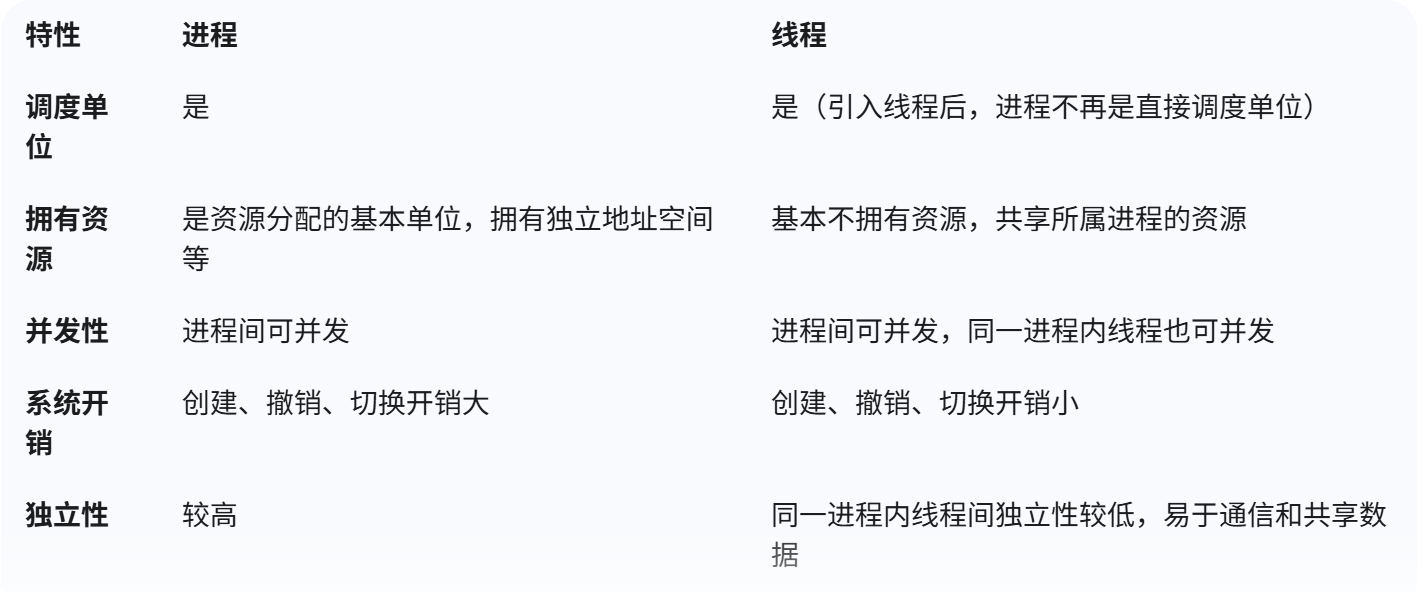 特性 进程 线程
调度单 是 是（引入线程后，进程不再是直接调度单位）
位
拥有资 是资源分配的基本单位，拥有独立地址空间 基本不拥有资源，共享所属进程的资源
源 等
并发性 进程间可并发 进程间可并发，同一进程内线程也可并发
系统开 创建、撤销、切换开销大 创建、撤销、切换开销小
销
独立性 较高 同一进程内线程间独立性较低，易于通信和共享数
据